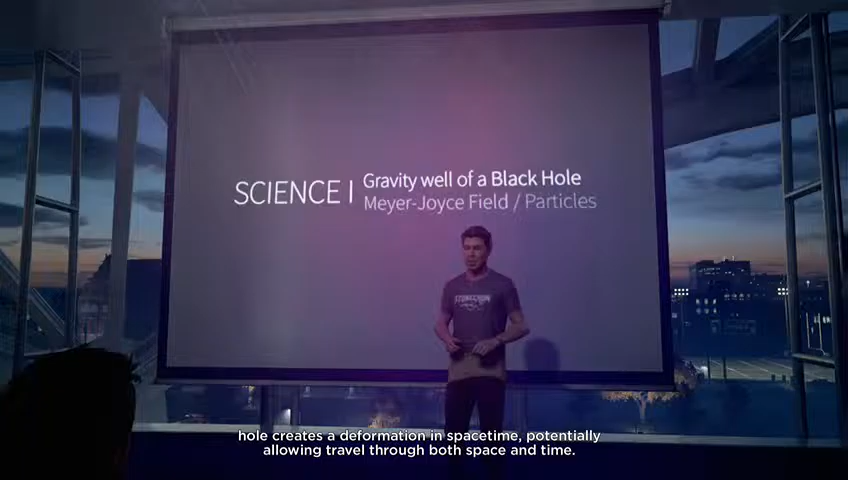 SCIENCE |
Gravity well of a Black Hole
Meyer-Joyce Field / Particles
hole creates a deformation in spacetime, potentially
allowing travel through both space and time.